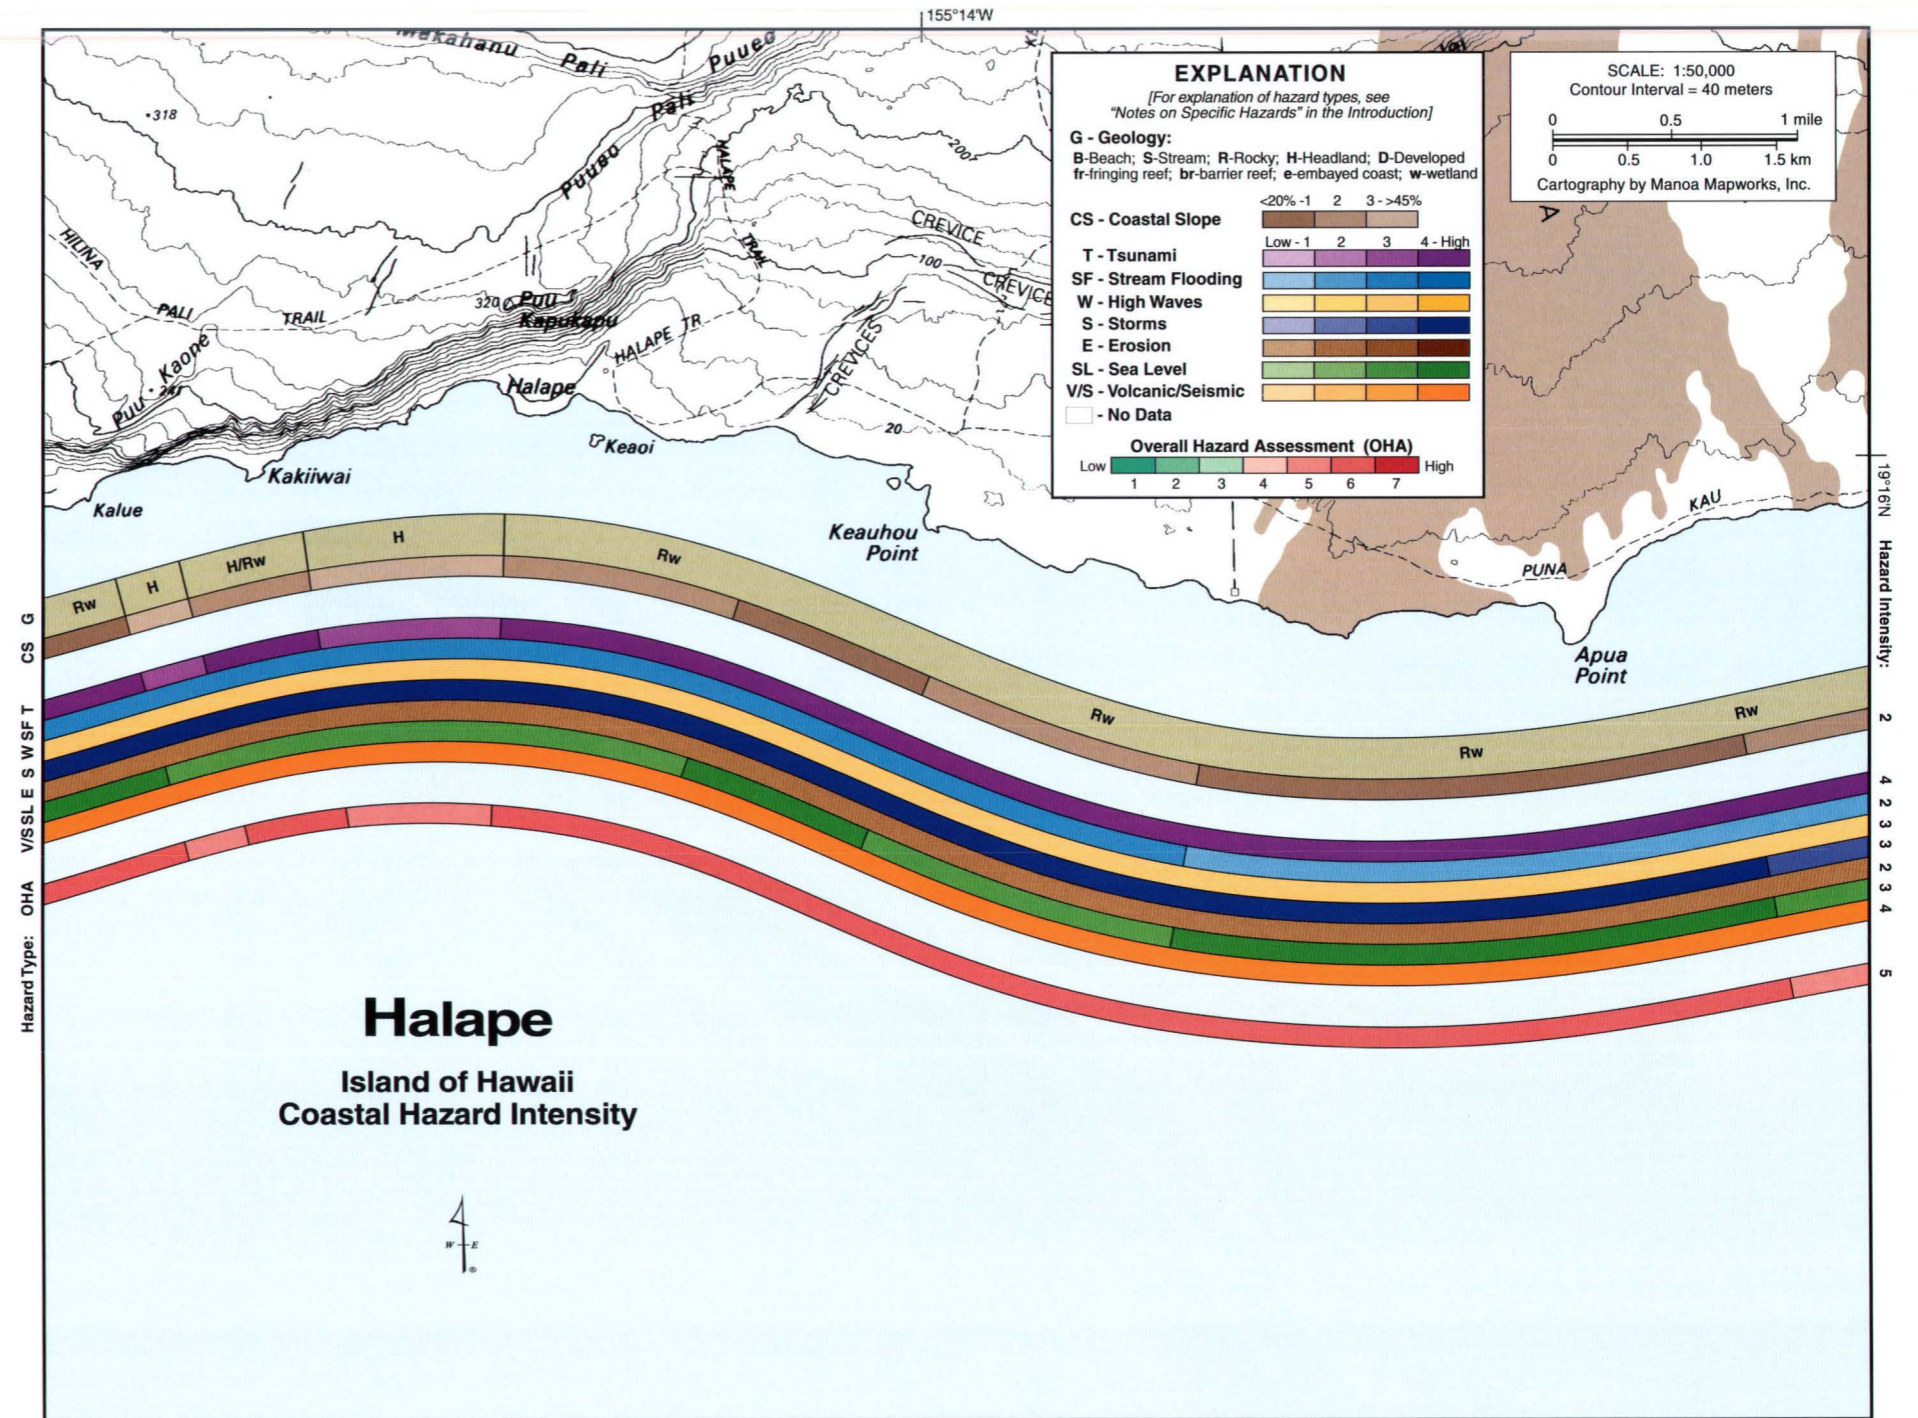 155°14'W
Makahanu
Pali
Puueo
Pali
318
Puueo
HALAPE
TRAIL
200
CREVICE
100
CREVICE
HILINA
PALI
TRAIL
320
Puu
Kapukapu
HALAPE TR
CREVICES
Puu Kaone
241
Halape
Keaoi
20
Kakiiwai
Kalue
Keauhou
Point
Apua
Point
PUNA
KAU
A
19°16'N
EXPLANATION
[For explanation of hazard types, see
"Notes on Specific Hazards" in the Introduction]
G - Geology:
B-Beach; S-Stream; R-Rocky; H-Headland; D-Developed
fr-fringing reef; br-barrier reef; e-embayed coast; w-wetland
<20% -1 2 3 - >45%
CS - Coastal Slope
Low - 1 2 3 4 - High
T - Tsunami
SF - Stream Flooding
W - High Waves
S - Storms
E - Erosion
SL - Sea Level
V/S - Volcanic/Seismic
- No Data
Overall Hazard Assessment (OHA)
Low High
1 2 3 4 5 6 7
SCALE: 1:50,000
Contour Interval = 40 meters
0 0.5 1 mile
0 0.5 1.0 1.5 km
Cartography by Manoa Mapworks, Inc.
Rw
H
H/Rw
H
Rw
Rw
Rw
Rw
Hazard Type: OHA V/S SL E S W SF T CS G
Hazard Intensity:
2
4
2
3
3
2
3
4
5
Halape
Island of Hawaii
Coastal Hazard Intensity
W E